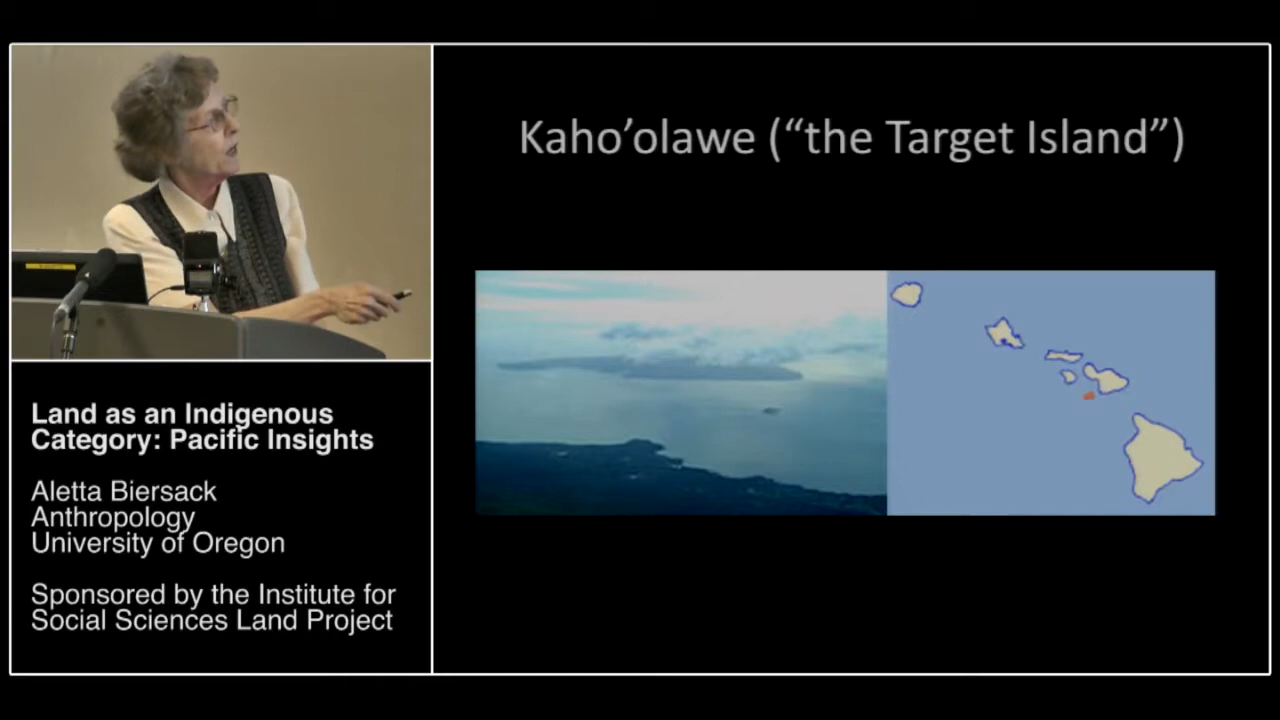 Kaho’olawe (“the Target Island”)
Land as an Indigenous
Category: Pacific Insights
Aletta Biersack
Anthropology
University of Oregon
Sponsored by the Institute for
Social Sciences Land Project